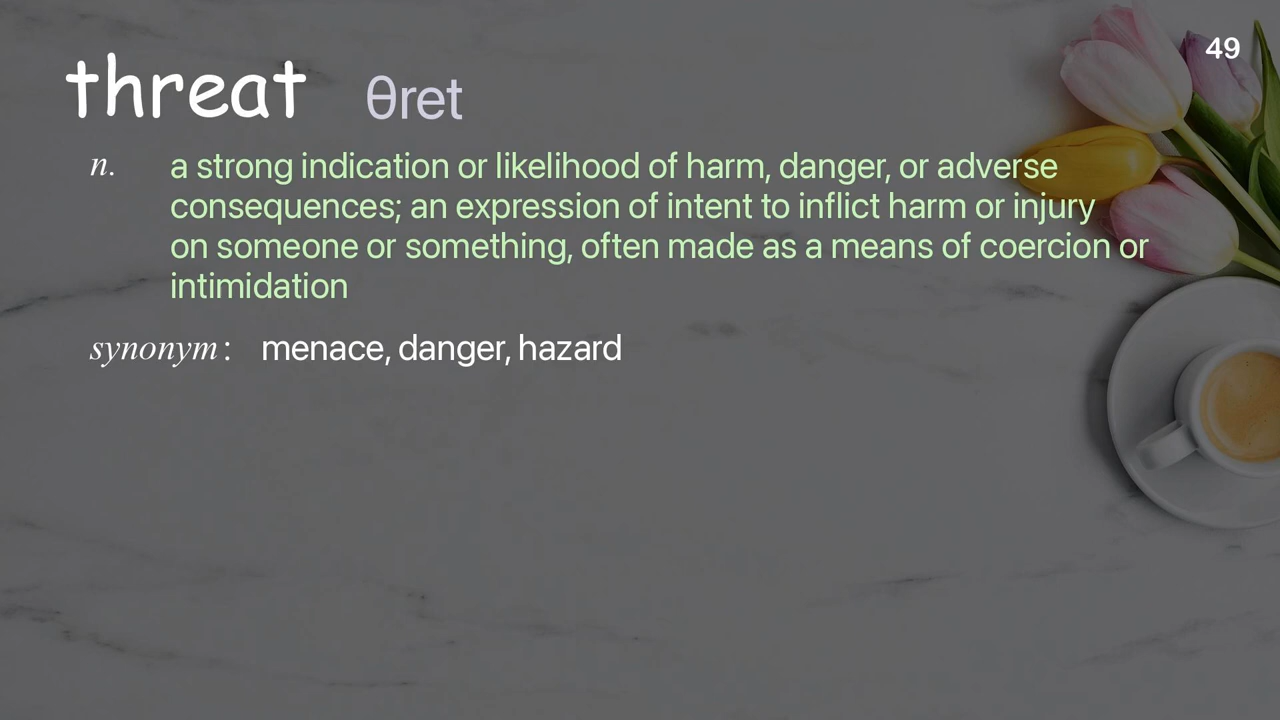 49
threat θret
n. a strong indication or likelihood of harm, danger, or adverse
consequences; an expression of intent to inflict harm or injury
on someone or something, often made as a means of coercion or
intimidation
synonym : menace, danger, hazard